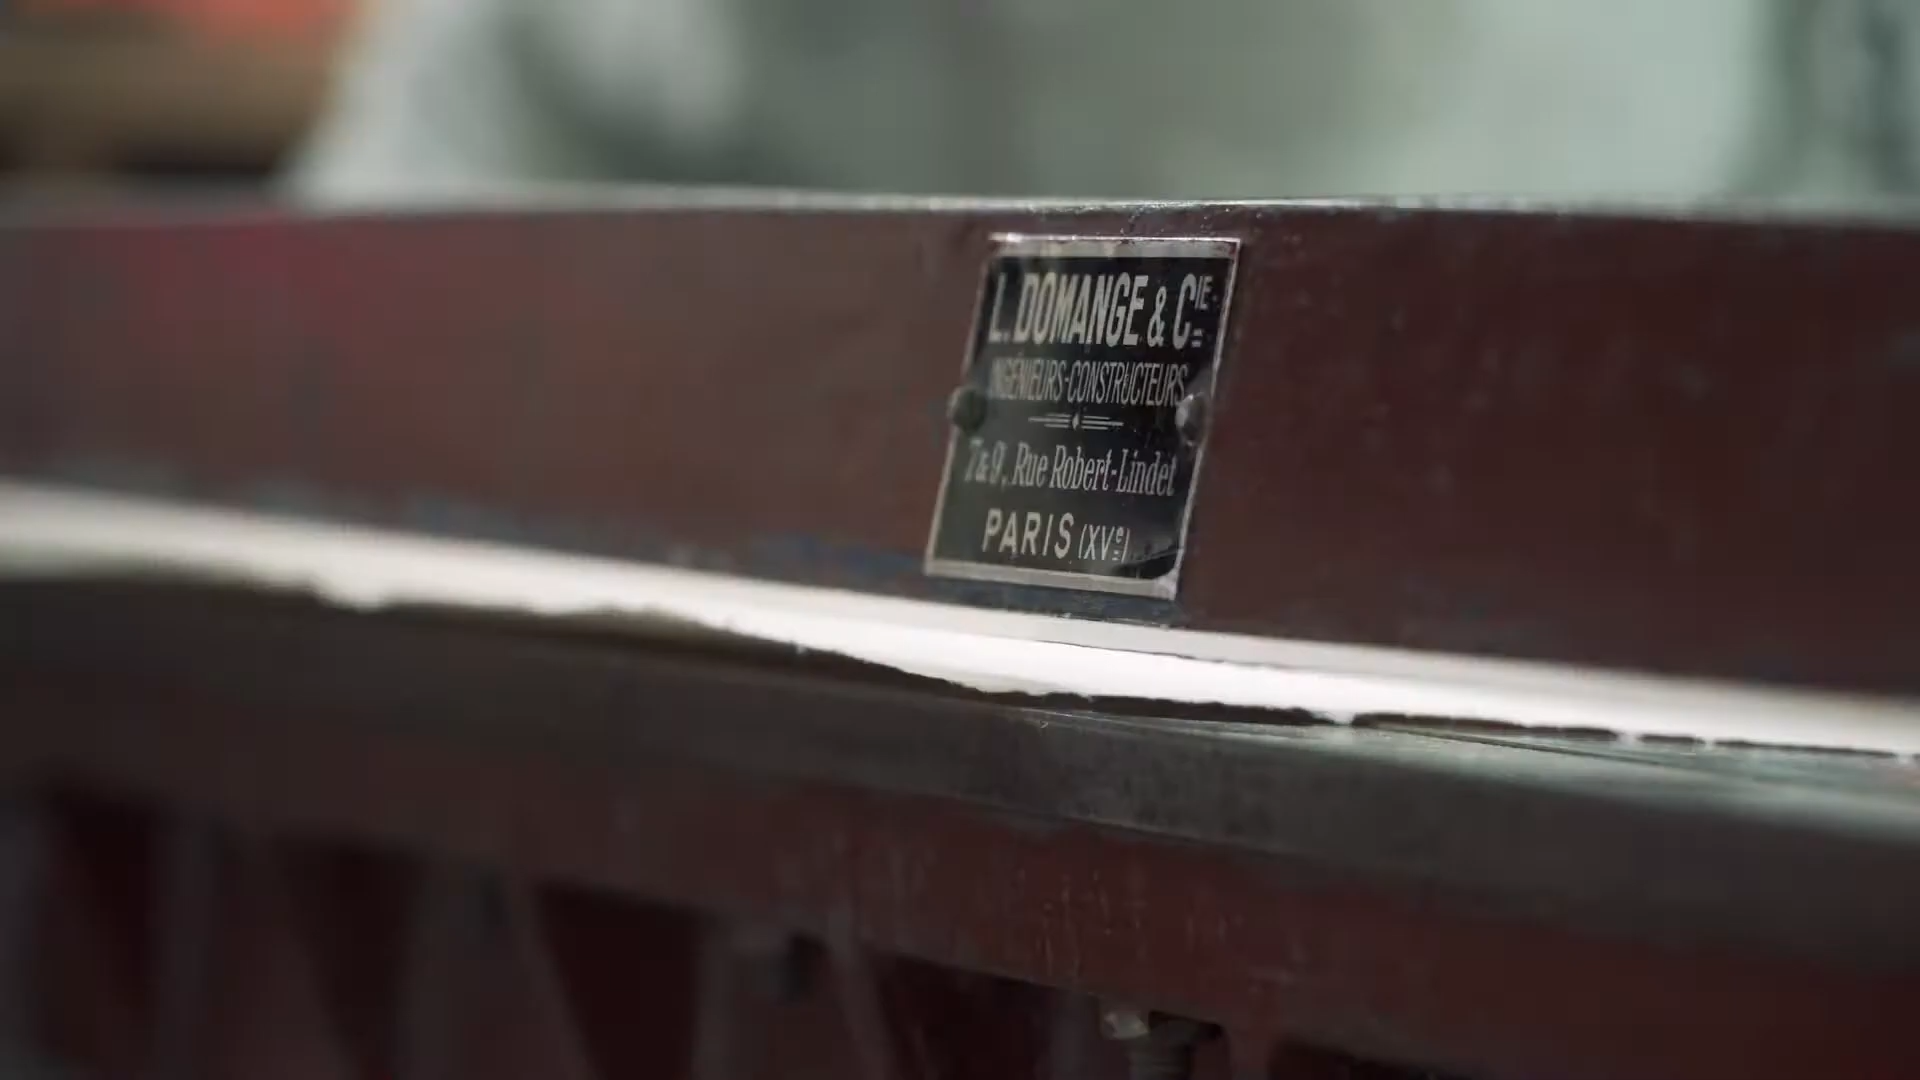 L. DOMANGE & CIE
INGÉNIEURS-CONSTRUCTEURS
7 & 9, Rue Robert-Lindet
PARIS (XVe)